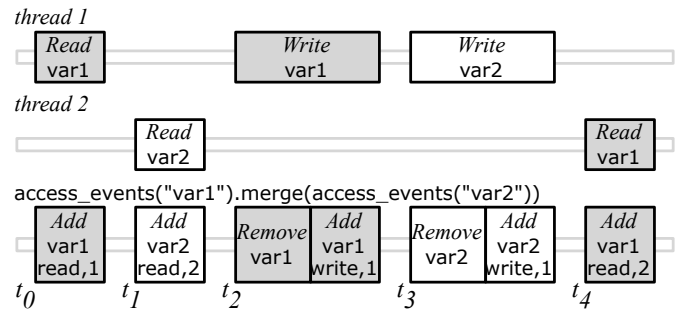 thread 1
Read
var1
Write
var1
Write
var2
thread 2
Read
var2
Read
var1
access_events("var1").merge(access_events("var2"))
Add
var1
read,1
Add
var2
read,2
Remove
var1
Add
var1
write,1
Remove
var2
Add
var2
write,1
Add
var1
read,2
t0
t1
t2
t3
t4